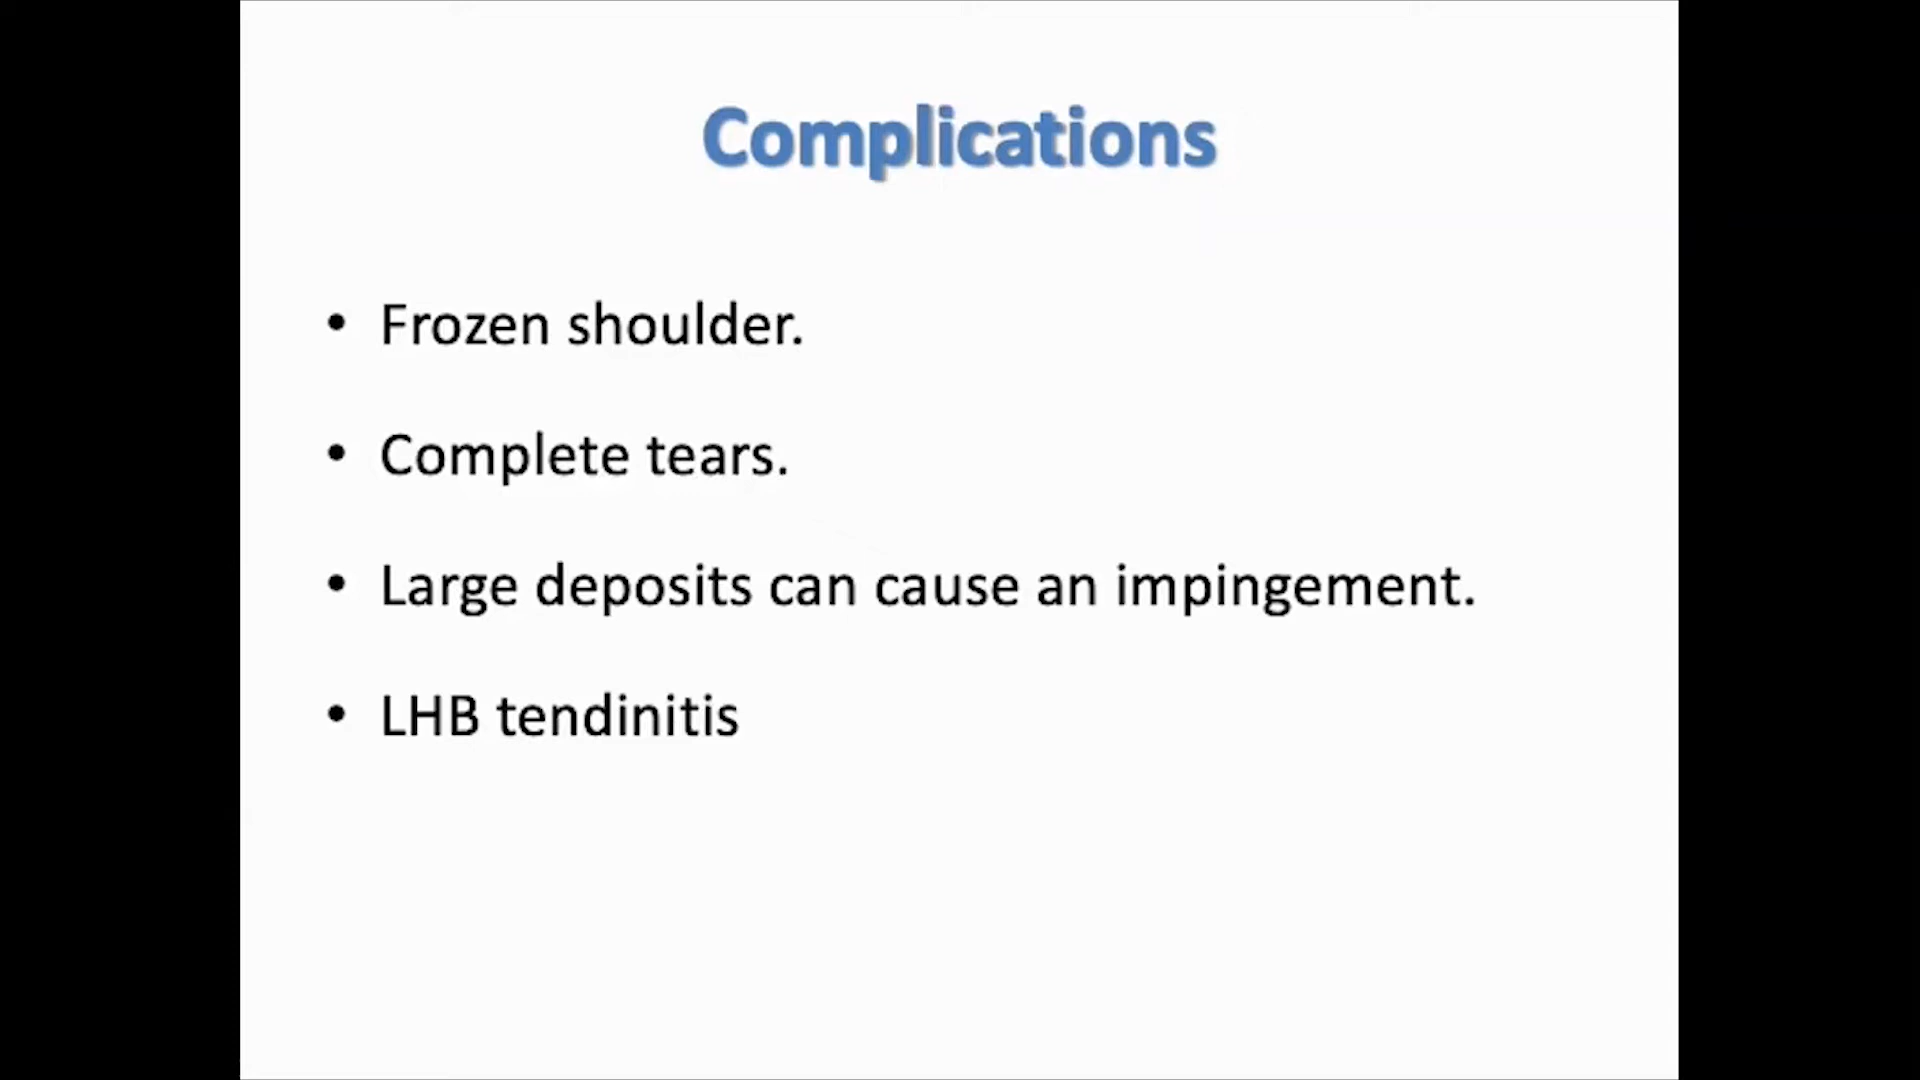 Complications
• Frozen shoulder.
• Complete tears.
• Large deposits can cause an impingement.
• LHB tendinitis